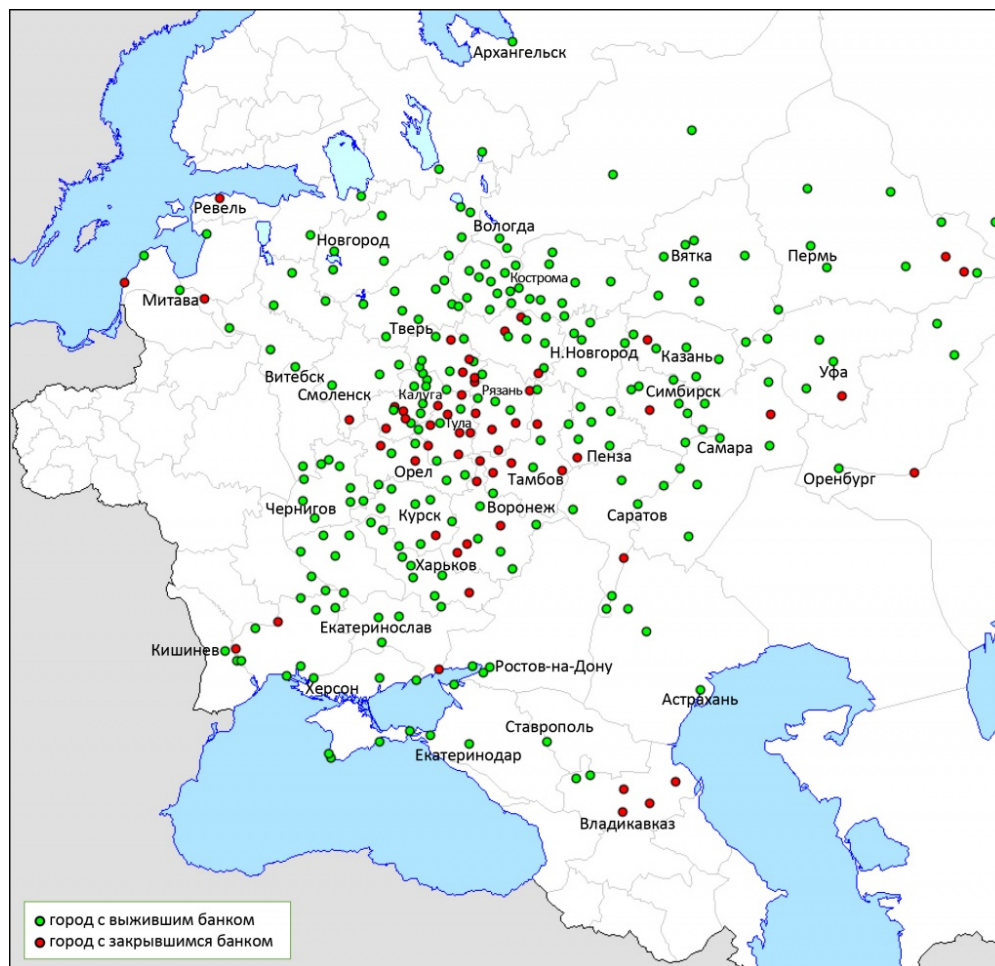 Архангельск
Ревель
Новгород
Вологда
Вятка
Пермь
Кострома
Митава
Тверь
Н.Новгород
Казань
Уфа
Витебск
Смоленск
Калуга
Рязань
Симбирск
Тула
Самара
Пенза
Орел
Тамбов
Оренбург
Чернигов
Курск
Воронеж
Саратов
Харьков
Екатеринослав
Кишинев
Ростов-на-Дону
Херсон
Астрахань
Ставрополь
Екатеринодар
Владикавказ
город с выжившим банком
город с закрывшимся банком